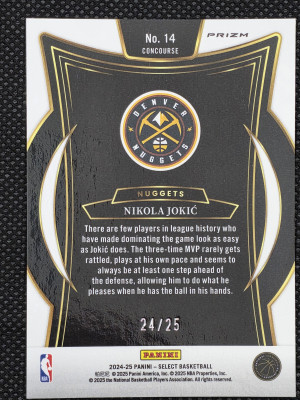 No. 14 PRIZM
CONCOURSE
DENVER
NUGGETS
NUGGETS
NIKOLA JOKIĆ
There are few players in league history who
have made dominating the game look as easy
as Jokić does. The three-time MVP rarely gets
rattled, plays at his own pace and seems to
always be at least one step ahead of
the defense, allowing him to do what he
pleases when he has the ball in his hands.
24/25
PANINI
2024-25 PANINI – SELECT BASKETBALL
© 2025 Panini America, Inc. © 2025 NBA Properties, Inc.
© 2025 the National Basketball Players Association. All rights reserved.
NBA